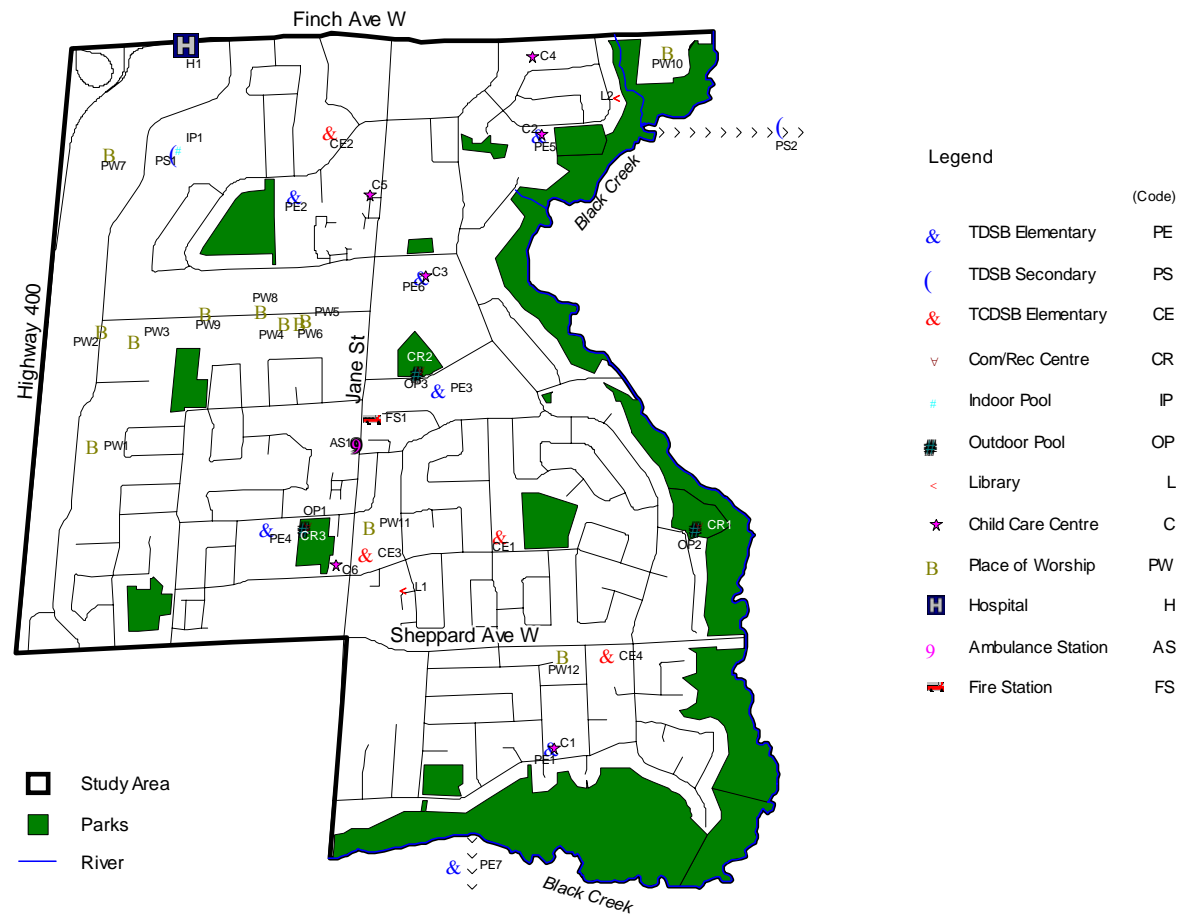 Finch Ave W
H1
C4
PW10
L2
C2
PE5
PS2
CE2
IP1
PS1
PW7
C5
PE2
Black Creek
C3
PE6
Highway 400
PW8
PW5
PW9
PW4
PW6
PW3
PW2
Jane St
CR2
OP3
PE3
FS1
AS1
PW1
OP1
CR3
PE4
PW11
CE3
CE1
CR1
OP2
C6
L1
Sheppard Ave W
PW12
CE4
C1
PE1
PE7
Black Creek
Study Area
Parks
River
Legend
(Code)
TDSB Elementary PE
TDSB Secondary PS
TCDSB Elementary CE
Com/Rec Centre CR
Indoor Pool IP
Outdoor Pool OP
Library L
Child Care Centre C
Place of Worship PW
Hospital H
Ambulance Station AS
Fire Station FS